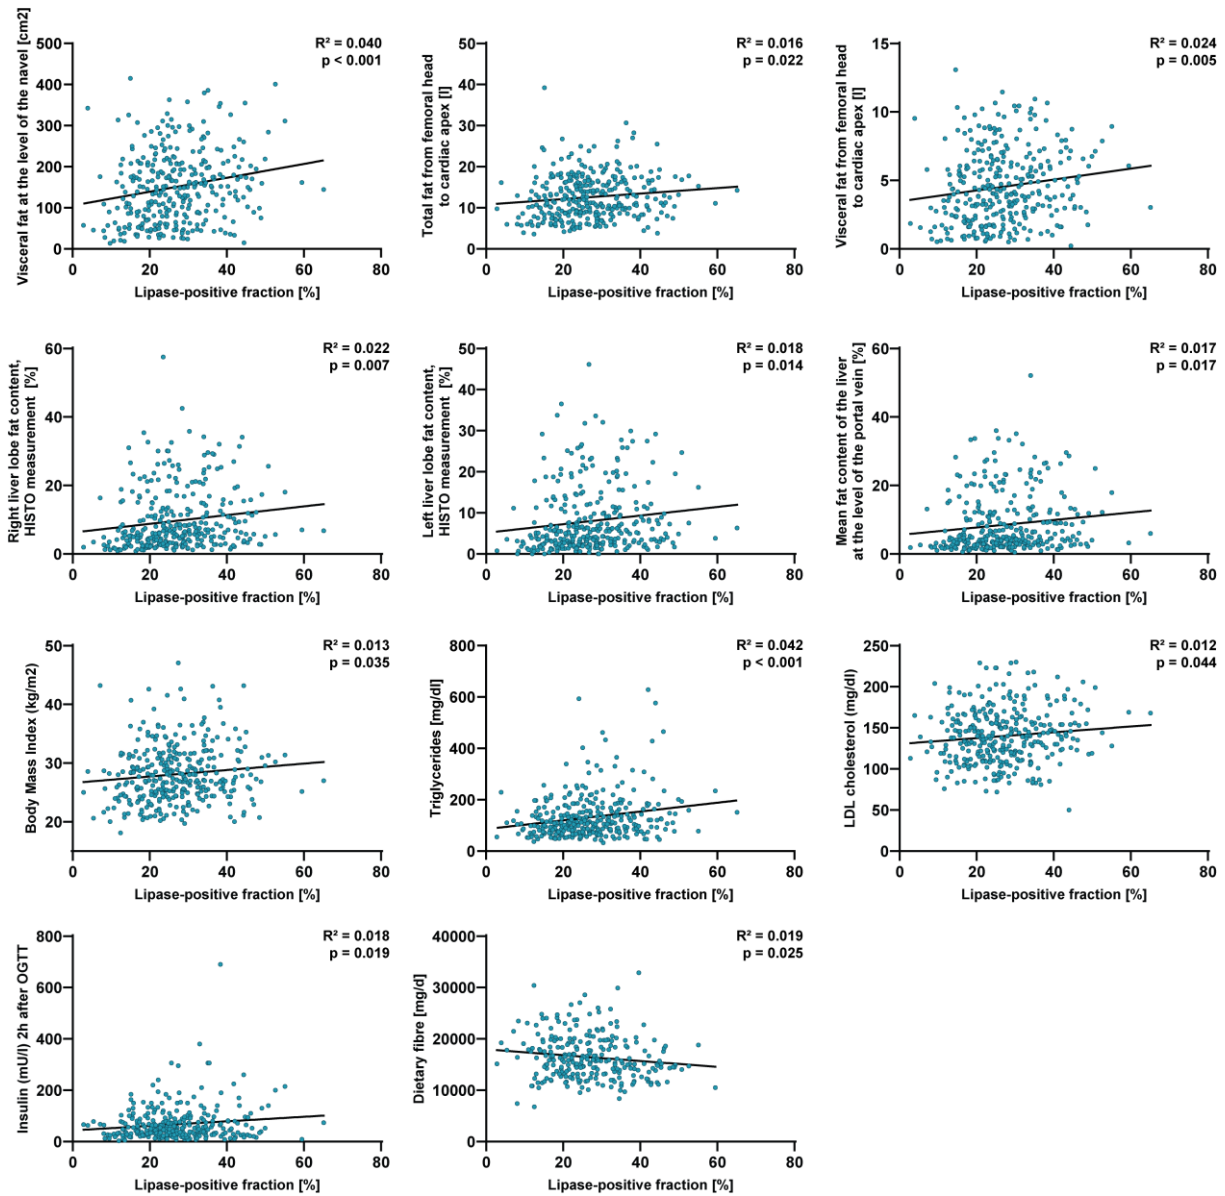 Visceral fat at the level of the navel [cm2]
500
400
300
200
100
0
0 20 40 60 80
Lipase-positive fraction [%]
R² = 0.040
p < 0.001
Total fat from femoral head
to cardiac apex [l]
50
40
30
20
10
0
0 20 40 60 80
Lipase-positive fraction [%]
R² = 0.016
p = 0.022
Visceral fat from femoral head
to cardiac apex [l]
15
10
5
0
0 20 40 60 80
Lipase-positive fraction [%]
R² = 0.024
p = 0.005
Right liver lobe fat content,
HISTO measurement [%]
60
40
20
0
0 20 40 60 80
Lipase-positive fraction [%]
R² = 0.022
p = 0.007
Left liver lobe fat content,
HISTO measurement [%]
50
40
30
20
10
0
0 20 40 60 80
Lipase-positive fraction [%]
R² = 0.018
p = 0.014
Mean fat content of the liver
at the level of the portal vein [%]
60
40
20
0
0 20 40 60 80
Lipase-positive fraction [%]
R² = 0.017
p = 0.017
Body Mass Index (kg/m2)
50
40
30
20
0 20 40 60 80
Lipase-positive fraction [%]
R² = 0.013
p = 0.035
Triglycerides [mg/dl]
800
600
400
200
0
0 20 40 60 80
Lipase-positive fraction [%]
R² = 0.042
p < 0.001
LDL cholesterol (mg/dl)
250
200
150
100
50
0
0 20 40 60 80
Lipase-positive fraction [%]
R² = 0.012
p = 0.044
Insulin (mU/l) 2h after OGTT
800
600
400
200
0
0 20 40 60 80
Lipase-positive fraction [%]
R² = 0.018
p = 0.019
Dietary fibre [mg/d]
40000
30000
20000
10000
0
0 20 40 60 80
Lipase-positive fraction [%]
R² = 0.019
p = 0.025